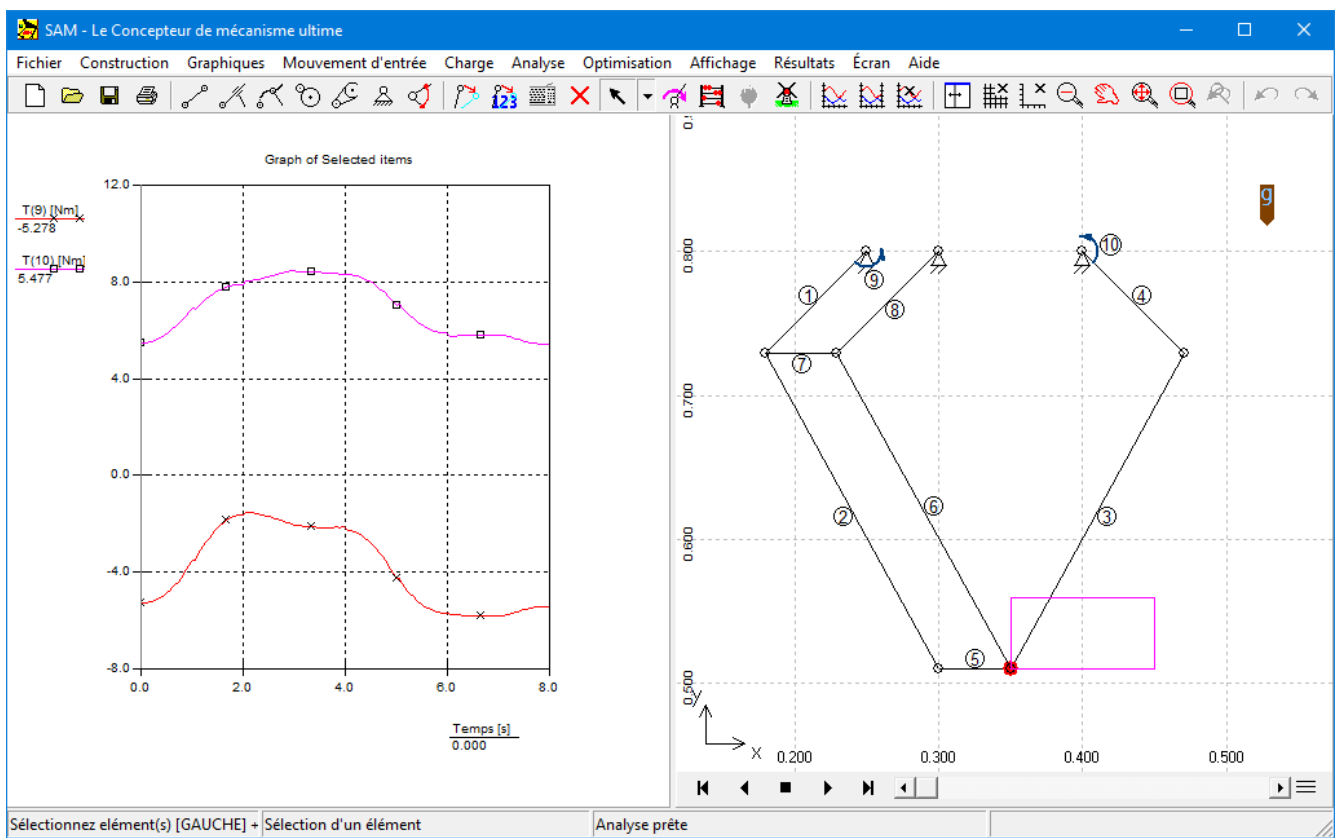 SAM - Le Concepteur de mécanisme ultime
Fichier Construction Graphiques Mouvement d'entrée Charge Analyse Optimisation Affichage Résultats Écran Aide
123
Graph of Selected items
T(9) [Nm]
-5.278
T(10) [Nm]
5.477
12.0
8.0
4.0
0.0
-4.0
-8.0
0.0 2.0 4.0 6.0 8.0
Temps [s]
0.000
g
0.800
0.700
0.600
0.500
10
9
1
8
4
7
2
6
3
5
y
x
0.200 0.300 0.400 0.500
Sélectionnez elément(s) [GAUCHE] + Sélection d'un élément Analyse prête